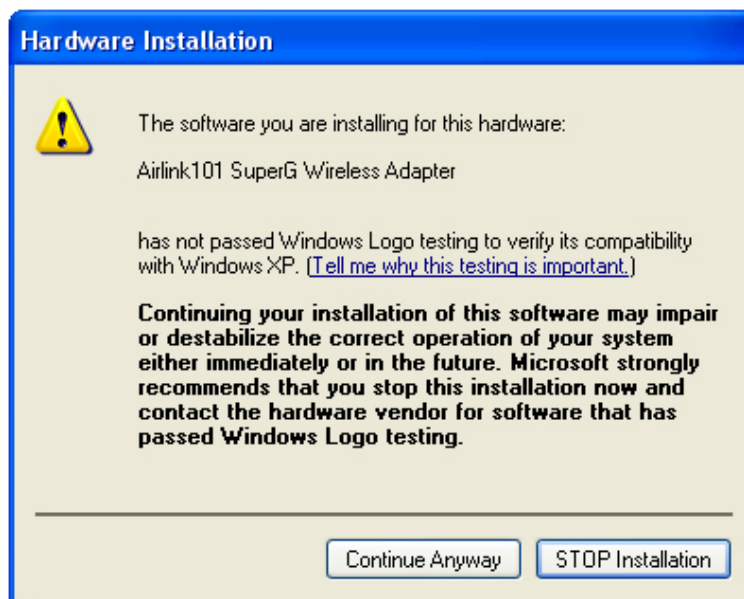 Hardware Installation
The software you are installing for this hardware:
Airlink101 SuperG Wireless Adapter
has not passed Windows Logo testing to verify its compatibility
with Windows XP. (Tell me why this testing is important.)
Continuing your installation of this software may impair
or destabilize the correct operation of your system
either immediately or in the future. Microsoft strongly
recommends that you stop this installation now and
contact the hardware vendor for software that has
passed Windows Logo testing.
Continue Anyway
STOP Installation